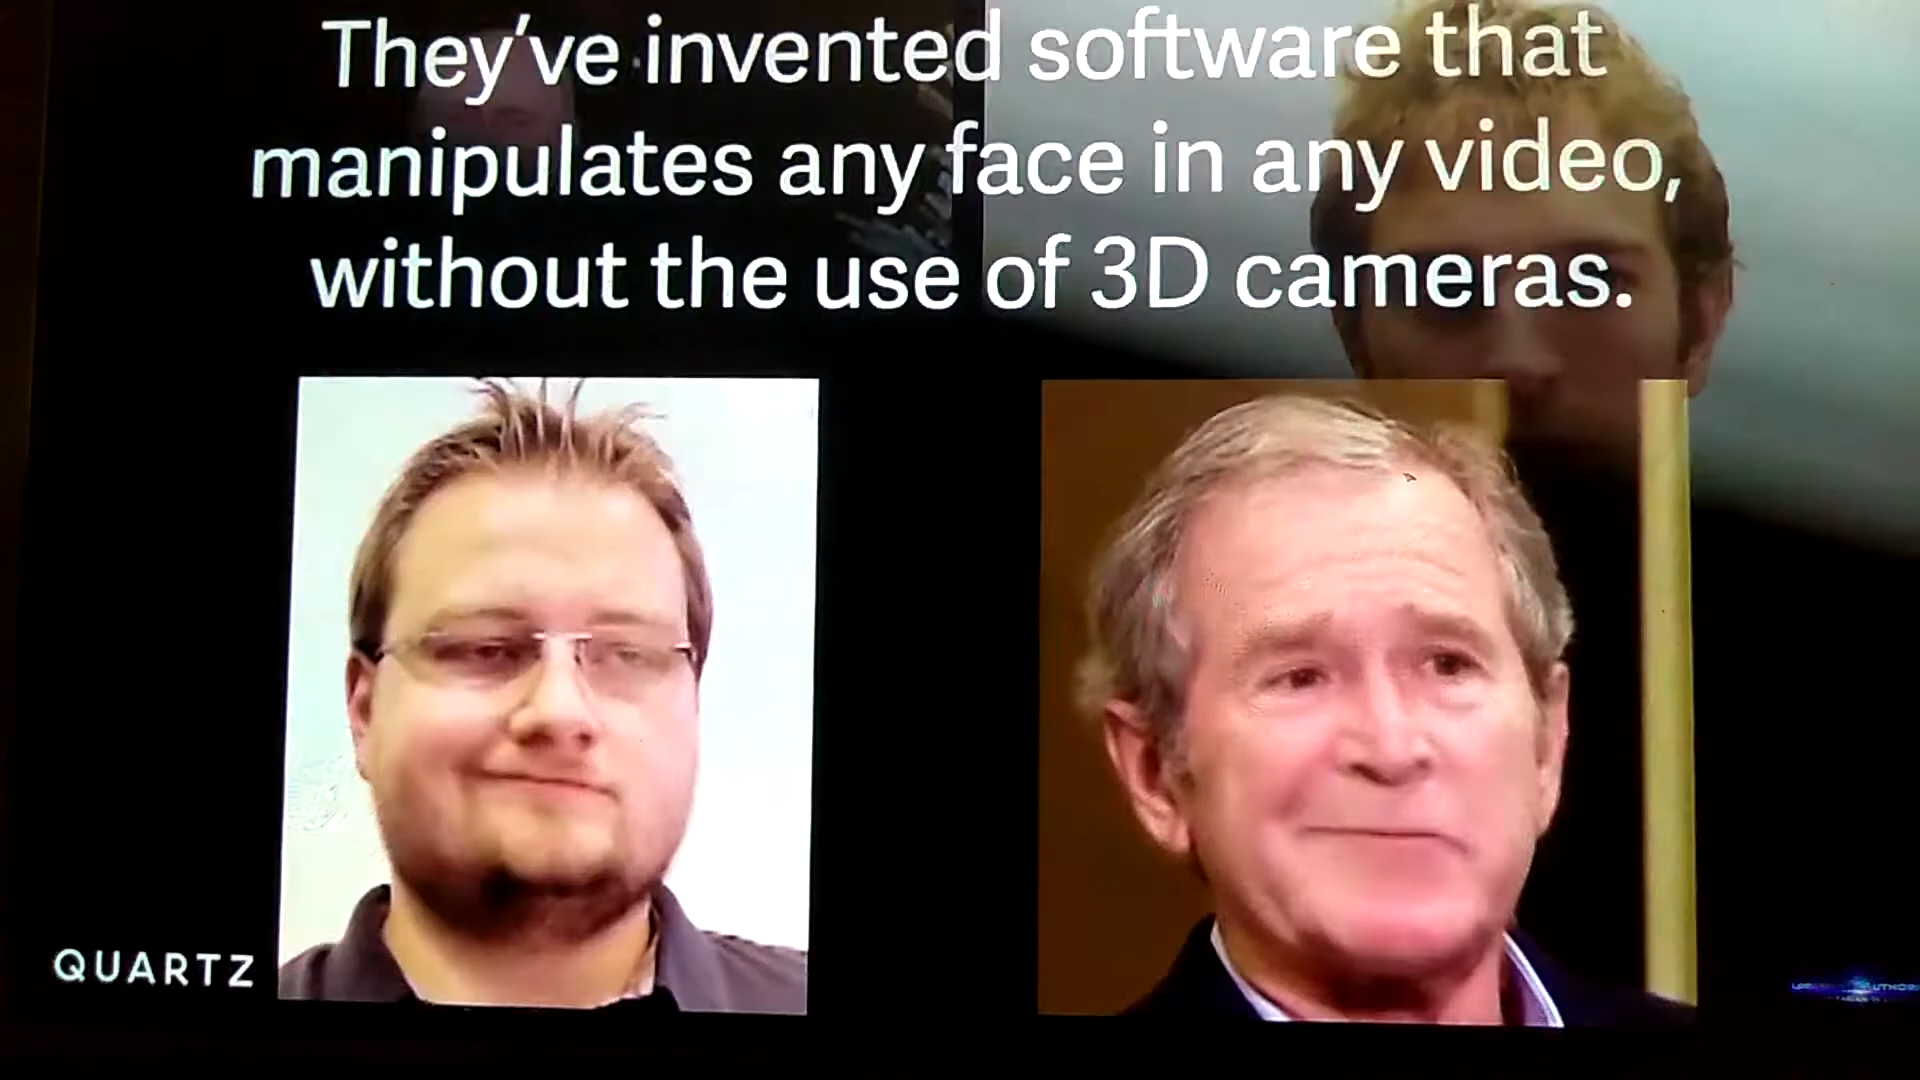 They've invented software that
manipulates any face in any video,
without the use of 3D cameras.
QUARTZ